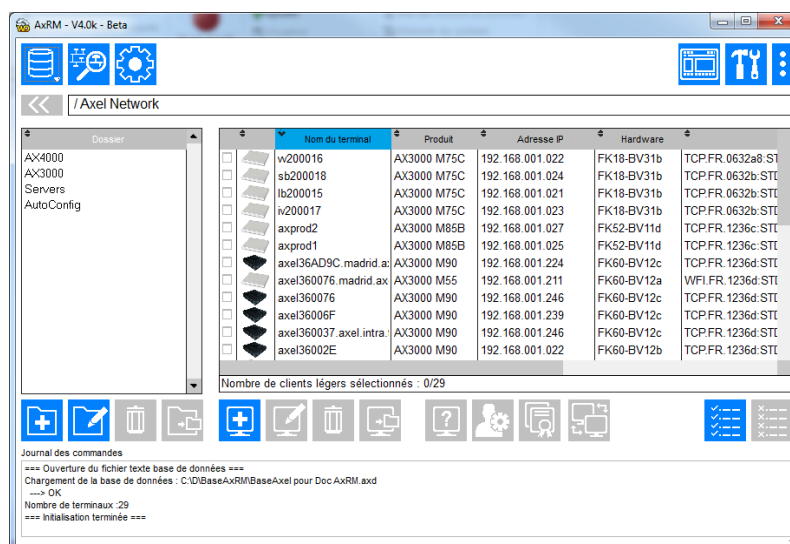 AxRM - V4.0k - Beta
/ Axel Network
Dossier
AX4000
AX3000
Servers
AutoConfig
Nom du terminal Produit Adresse IP Hardware
w200016 AX3000 M75C 192.168.001.022 FK18-BV31b TCP.FR.0632a8:ST
sb200018 AX3000 M75C 192.168.001.024 FK18-BV31b TCP.FR.0632b:STD
lb200015 AX3000 M75C 192.168.001.021 FK18-BV31b TCP.FR.0632b:STD
iv200017 AX3000 M75C 192.168.001.023 FK18-BV31b TCP.FR.0632b:STD
axprod2 AX3000 M85B 192.168.001.027 FK52-BV11d TCP.FR.1236c:STD
axprod1 AX3000 M85B 192.168.001.025 FK52-BV11d TCP.FR.1236c:STD
axel36AD9C.madrid.a AX3000 M90 192.168.001.224 FK60-BV12c TCP.FR.1236c:STD
axel360076.madrid.ax AX3000 M55 192.168.001.211 FK60-BV12a WFI.FR.1236d:STD
axel360076 AX3000 M90 192.168.001.246 FK60-BV12c TCP.FR.1236d:STD
axel36006F AX3000 M90 192.168.001.239 FK60-BV12c TCP.FR.1236d:STD
axel360037.axel.intra. AX3000 M90 192.168.001.246 FK60-BV12c TCP.FR.1236d:STD
axel36002E AX3000 M90 192.168.001.022 FK60-BV12b TCP.FR.1236d:STD
Nombre de clients légers sélectionnés : 0/29
Journal des commandes
=== Ouverture du fichier texte base de données ===
Chargement de la base de données : C:\D\BaseAxRM\BaseAxel pour Doc AxRM.axd
---> OK
Nombre de terminaux :29
=== Initialisation terminée ===